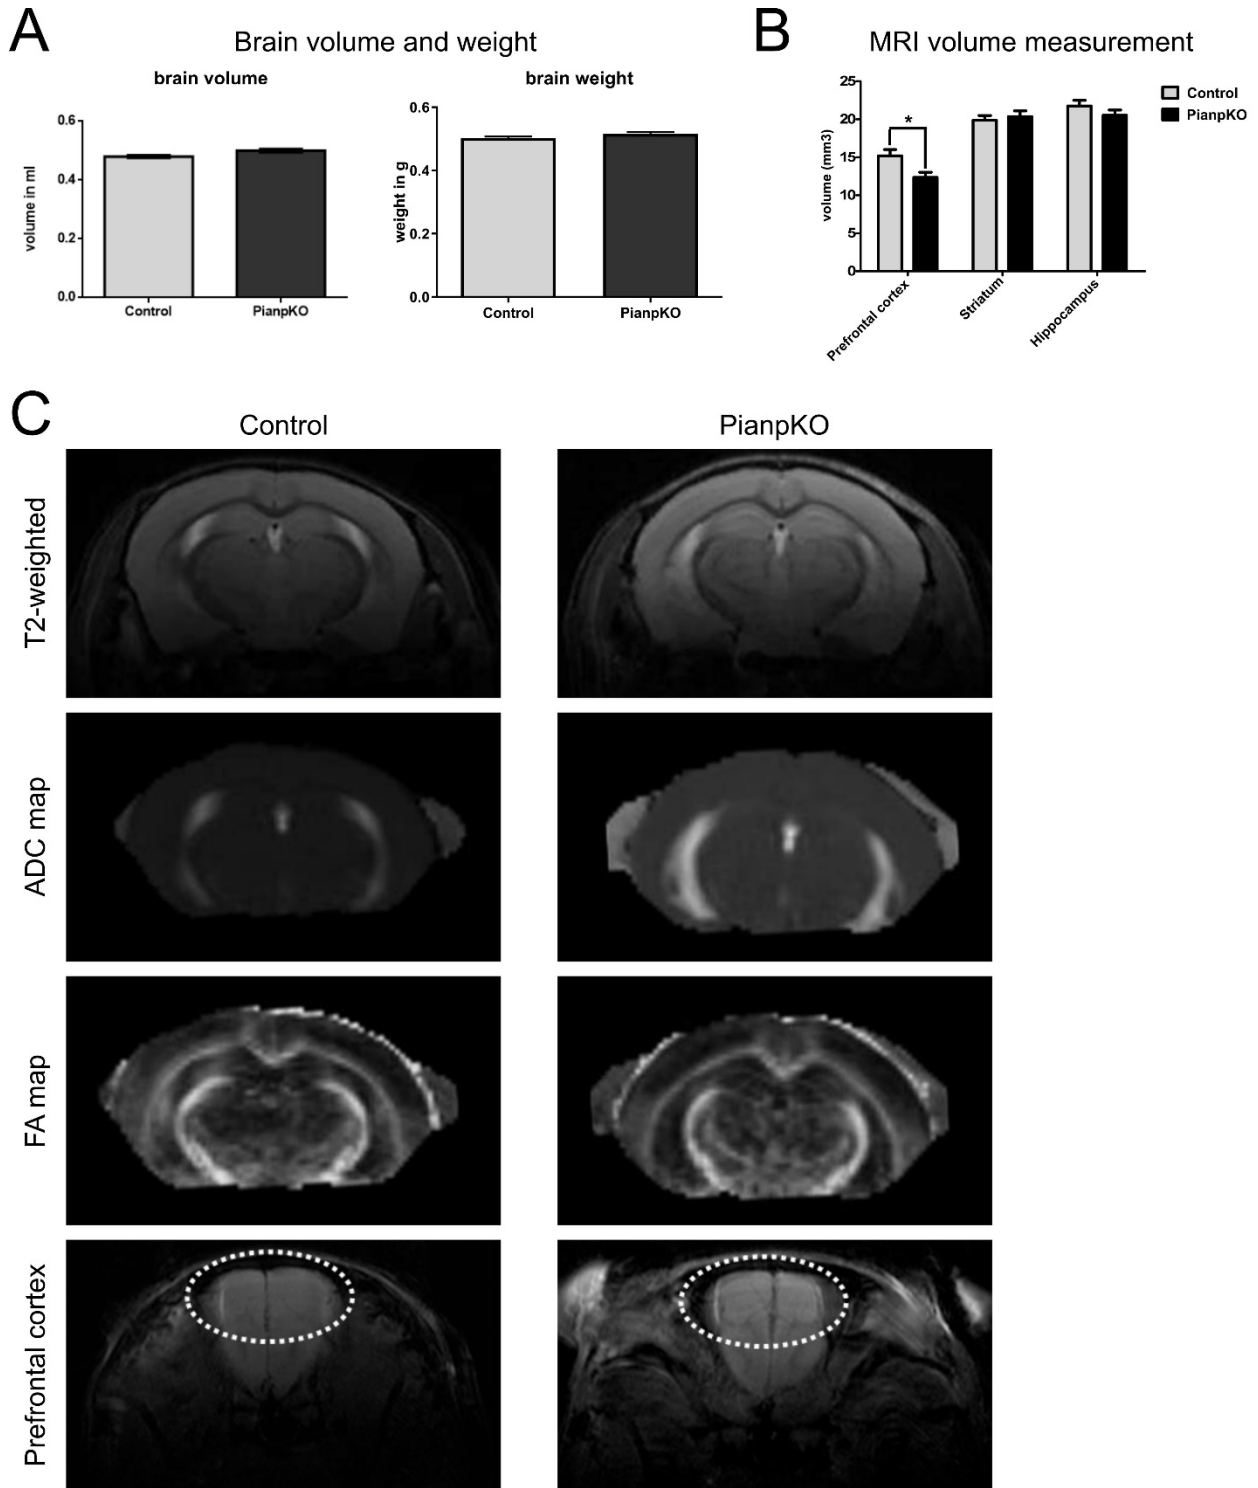 A
Brain volume and weight
brain volume
volume in ml
0.6
0.4
0.2
0.0
Control
PianpKO
brain weight
weight in g
0.6
0.4
0.2
0.0
Control
PianpKO
B
MRI volume measurement
volume (mm3)
25
20
15
10
5
0
*
Control
PianpKO
Prefrontal cortex
Striatum
Hippocampus
C
Control
PianpKO
T2-weighted
ADC map
FA map
Prefrontal cortex